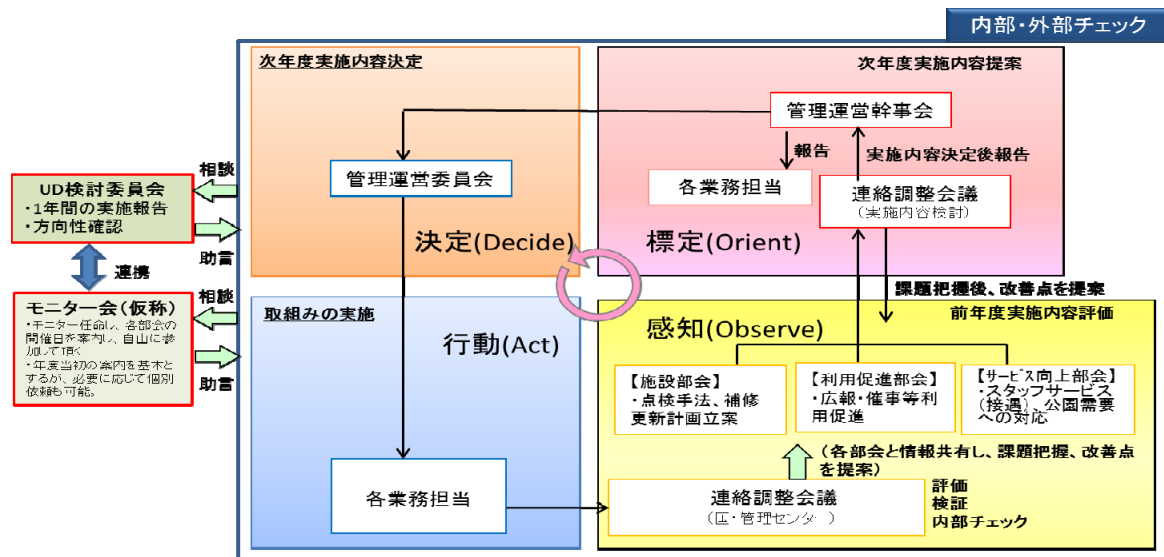 内部・外部チェック
次年度実施内容決定
管理運営委員会
決定(Decide)
次年度実施内容提案
管理運営幹事会
報告
実施内容決定後報告
各業務担当
連絡調整会議
(実施内容検討)
標定(Orient)
相談
UD検討委員会
・1年間の実施報告
・方向性確認
助言
連携
相談
モニター会(仮称)
・モニター任命し、各部会の
開催日を案内し、自由に参
加して頂く
・年度当初の案内を基本と
するが、必要に応じて個別
依頼も可能。
助言
取組みの実施
行動(Act)
各業務担当
課題把握後、改善点を提案
前年度実施内容評価
感知(Observe)
【施設部会】
・点検手法、補修
更新計画立案
【利用促進部会】
・広報・催事等利
用促進
【サービス向上部会】
・スタッフサービス
(接遇)、公園需要
への対応
(各部会と情報共有し、課題把握、改善点
を提案)
連絡調整会議
(国・管理センター)
評価
検証
内部チェック